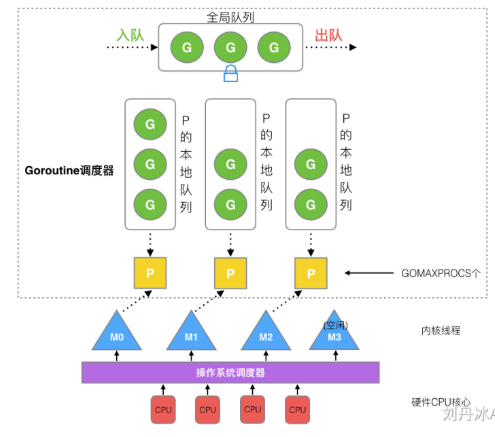 全局队列
入队
出队
G G G
G
P的本地队列
P的本地队列
P的本地队列
G G G
Goroutine调度器
G G G
P P P
GOMAXPROCS个
(空闲)
M0 M1 M2 M3
内核线程
操作系统调度器
CPU CPU CPU CPU
硬件CPU核心
刘丹冰A